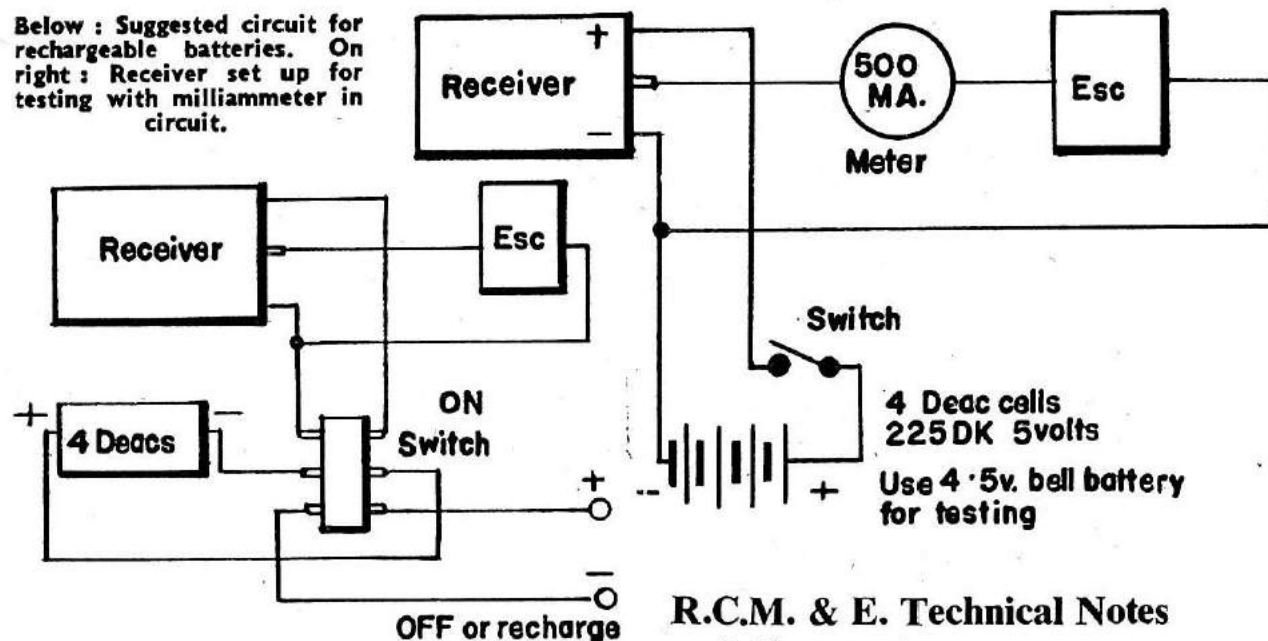 Below : Suggested circuit for
rechargeable batteries. On
right : Receiver set up for
testing with milliammeter in
circuit.
Receiver
+
−
500
MA.
Meter
Esc
Receiver
Esc
Switch
+ 4 Deacs −
ON
Switch
+
−
OFF or recharge
-- +
4 Deac cells
225DK 5volts
Use 4·5v. bell battery
for testing
R.C.M. & E. Technical Notes